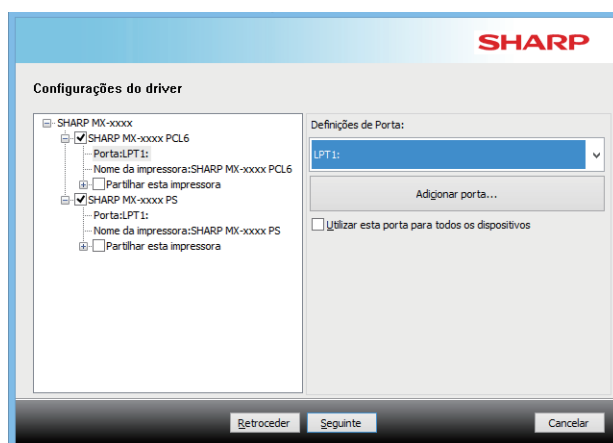 SHARP
Configurações do driver
SHARP MX-xxxx
SHARP MX-xxxx PCL6
Porta:LPT1:
Nome da impressora:SHARP MX-xxxx PCL6
Partilhar esta impressora
SHARP MX-xxxx PS
Porta:LPT1:
Nome da impressora:SHARP MX-xxxx PS
Partilhar esta impressora
Definições de Porta:
LPT1:
Adicionar porta...
Utilizar esta porta para todos os dispositivos
Retroceder
Seguinte
Cancelar